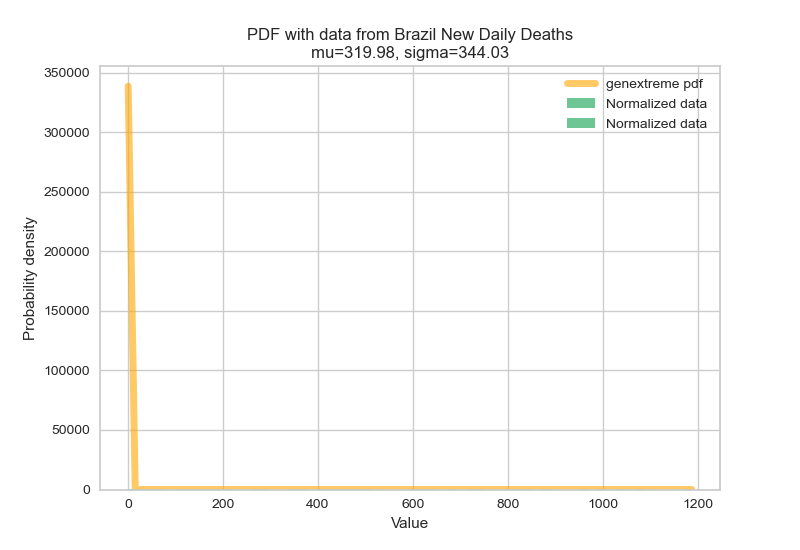 PDF with data from Brazil New Daily Deaths
mu=319.98, sigma=344.03
350000
300000
250000
200000
150000
100000
50000
0
Probability density
genextreme pdf
Normalized data
Normalized data
0 200 400 600 800 1000 1200
Value